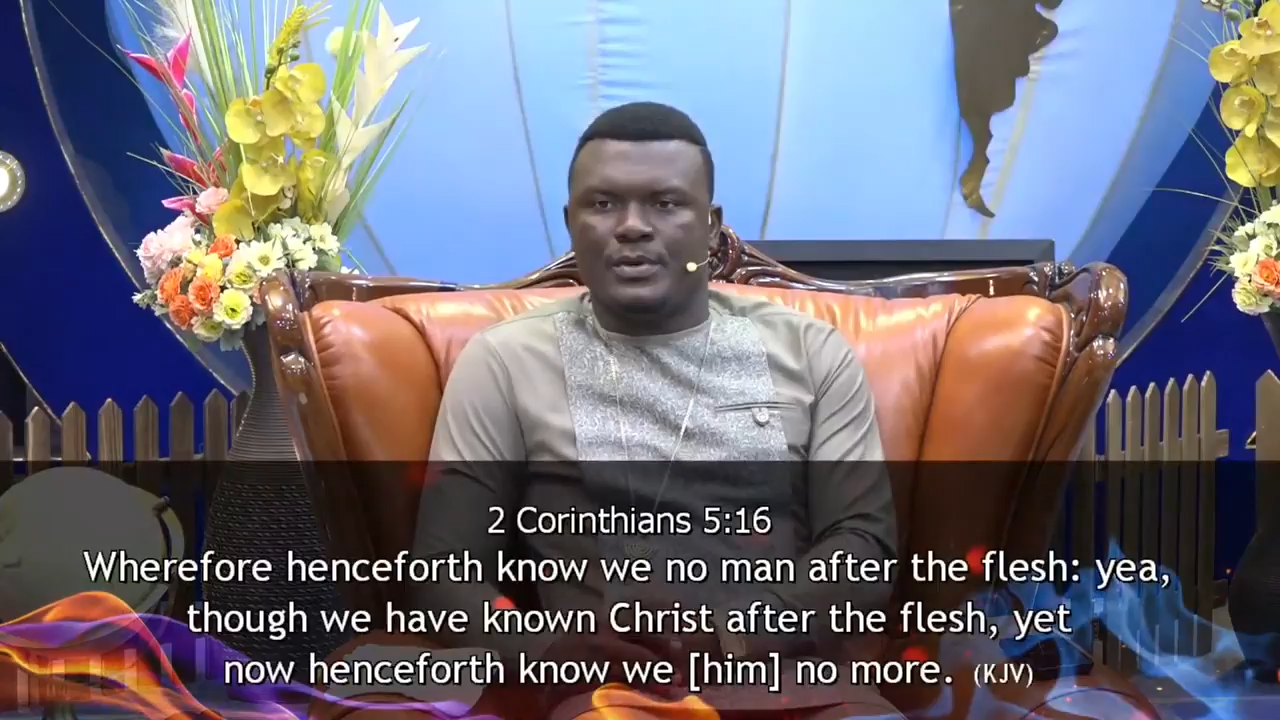 2 Corinthians 5:16
Wherefore henceforth know we no man after the flesh: yea,
though we have known Christ after the flesh, yet
now henceforth know we [him] no more. (KJV)